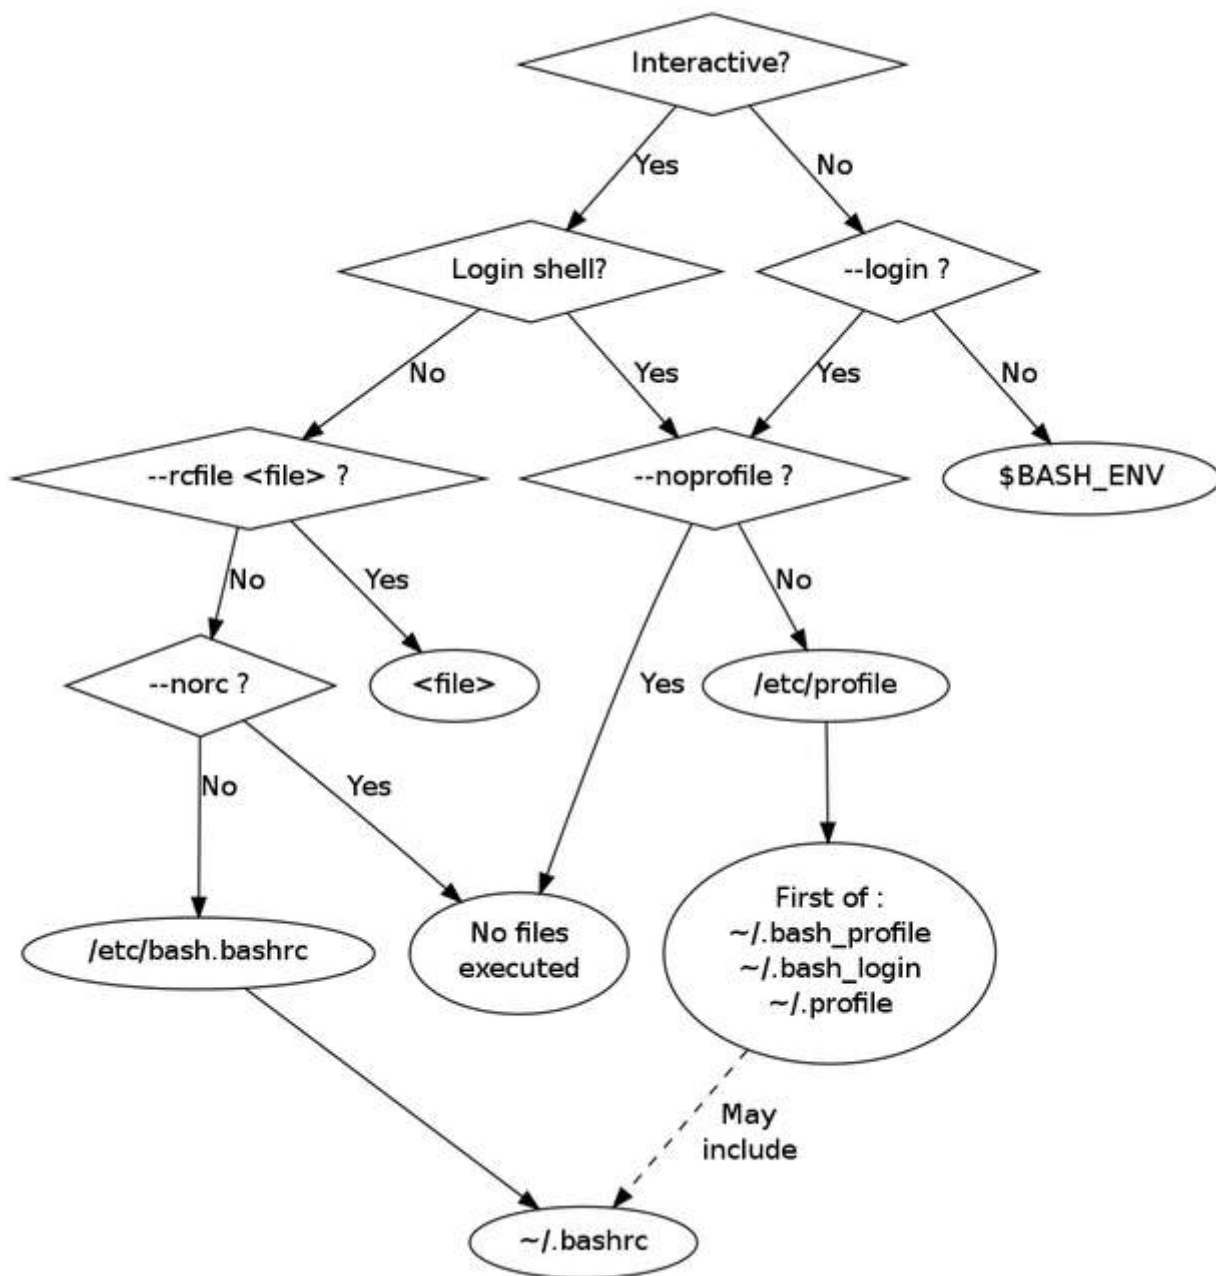 Interactive?
Yes
No
Login shell?
--login ?
No
Yes
Yes
No
--rcfile <file> ?
--noprofile ?
$BASH_ENV
No
Yes
No
--norc ?
<file>
Yes
/etc/profile
No
Yes
/etc/bash.bashrc
No files
executed
First of :
~/.bash_profile
~/.bash_login
~/.profile
May
include
~/.bashrc